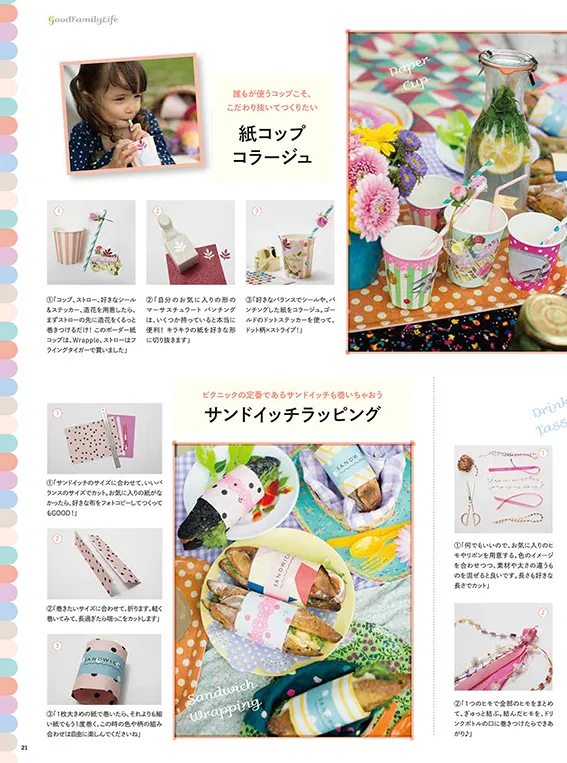 GoodFamilyLife
誰もが使うコップこそ、
こだわり抜いてつくりたい
紙コップ
コラージュ
Paper
Cup
1
2
3
①「コップ、ストロー、好きなシール
&ステッカー、造花を用意したら、
まずストローの先に造花をくるっと
巻きつけるだけ！このボーダー紙
コップは、Wrapple、ストローはフ
ライングタイガーで買いました」
②「自分のお気に入りの形の
マーサスチュワート パンチング
は、いくつか持っていると本当に
便利！キラキラの紙を好きな形
に切り抜きます」
③「好きなバランスでシールや、パ
ンチングした紙をコラージュ。ゴー
ルドのドットステッカーを使って、
ドット柄×ストライプ！」
ピクニックの定番であるサンドイッチも巻いちゃおう
サンドイッチラッピング
1
①「サンドイッチのサイズに合わせて、いいバ
ランスのサイズでカット。お気に入りの紙がな
かったら、好きな布をフォトコピーしてつくって
もGOOD！」
2
②「巻きたいサイズに合わせて、折ります。軽く
巻いてみて、長過ぎたら端っこをカットします」
3
SANDWICH
③「1枚大きめの紙で巻いたら、それよりも細
い紙でもう1度巻く。この時の色や柄の組み
合わせは自由に楽しんでくださいね」
SANDWICH
SANDWICH
SANDWICH
Sandwich
Wrapping
Drink
Tass
1
①「何でもいいので、お気に入りのヒ
モやリボンを用意する。色のイメージ
を合わせつつ、素材や太さの違うも
のを混ぜると良いです。長さも好きな
長さでカット」
2
②「1つのヒモで全部のヒモをまとめ
て、ぎゅっと結ぶ。結んだヒモを、ドリ
ンクボトルの口に巻きつけたらでき
あがり♪」
21